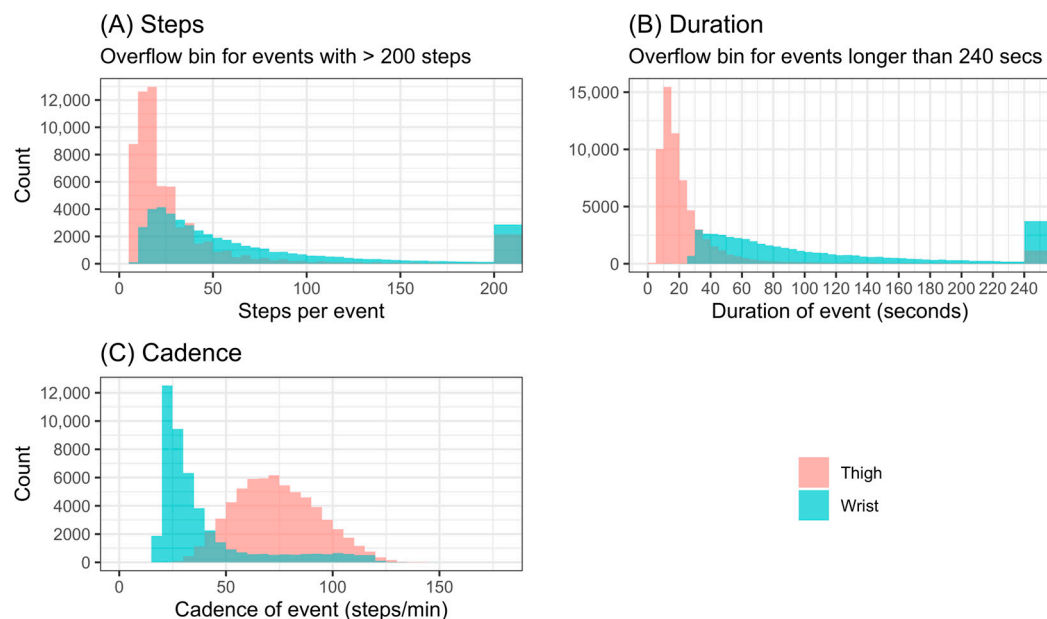 (A) Steps
Overflow bin for events with > 200 steps
12,000
10,000
8000
6000
4000
2000
0
Count
0 50 100 150 200
Steps per event
(B) Duration
Overflow bin for events longer than 240 secs
15,000
10,000
5000
0
Count
0 20 40 60 80 100 120 140 160 180 200 220 240
Duration of event (seconds)
(C) Cadence
12,000
10,000
8000
6000
4000
2000
0
Count
0 50 100 150
Cadence of event (steps/min)
Thigh
Wrist